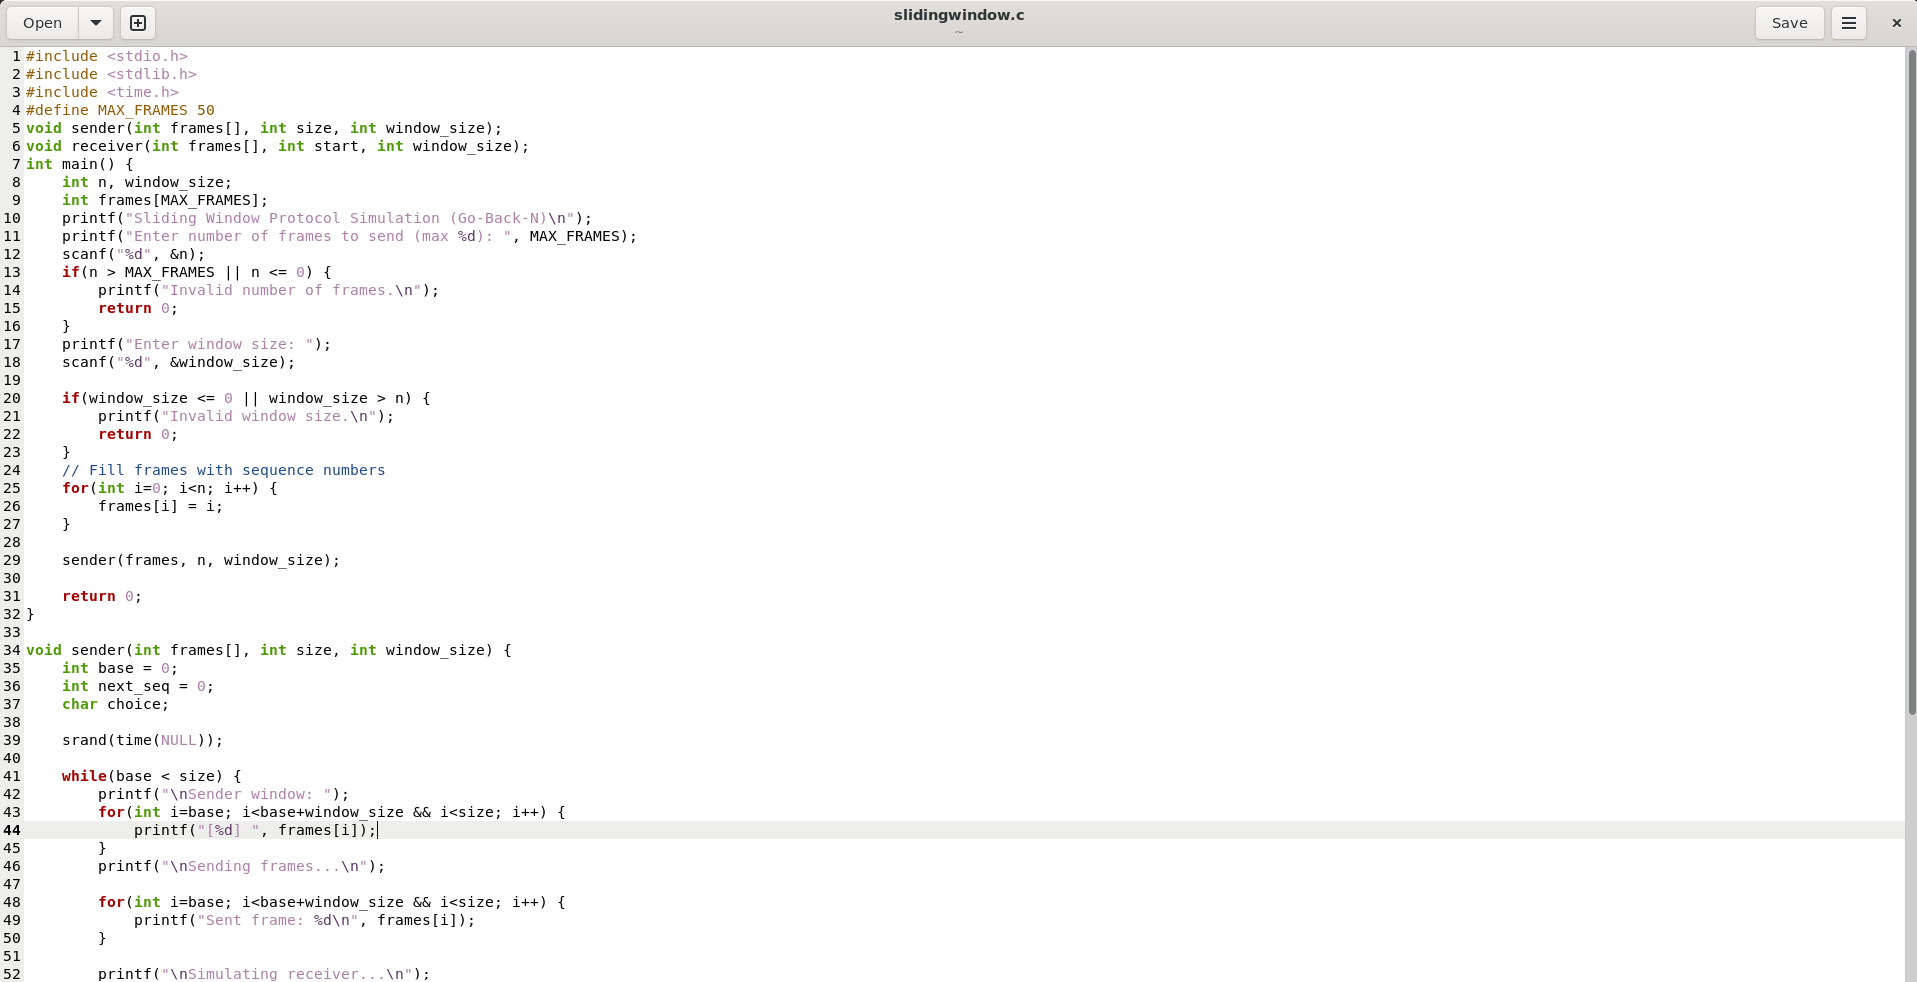 Open
slidingwindow.c
~
Save
1 #include <stdio.h>
2 #include <stdlib.h>
3 #include <time.h>
4 #define MAX_FRAMES 50
5 void sender(int frames[], int size, int window_size);
6 void receiver(int frames[], int start, int window_size);
7 int main() {
8     int n, window_size;
9     int frames[MAX_FRAMES];
10     printf("Sliding Window Protocol Simulation (Go-Back-N)\n");
11     printf("Enter number of frames to send (max %d): ", MAX_FRAMES);
12     scanf("%d", &n);
13     if(n > MAX_FRAMES || n <= 0) {
14         printf("Invalid number of frames.\n");
15         return 0;
16     }
17     printf("Enter window size: ");
18     scanf("%d", &window_size);
19
20     if(window_size <= 0 || window_size > n) {
21         printf("Invalid window size.\n");
22         return 0;
23     }
24     // Fill frames with sequence numbers
25     for(int i=0; i<n; i++) {
26         frames[i] = i;
27     }
28
29     sender(frames, n, window_size);
30
31     return 0;
32 }
33
34 void sender(int frames[], int size, int window_size) {
35     int base = 0;
36     int next_seq = 0;
37     char choice;
38
39     srand(time(NULL));
40
41     while(base < size) {
42         printf("\nSender window: ");
43         for(int i=base; i<base+window_size && i<size; i++) {
44             printf("[%d] ", frames[i]);
45         }
46         printf("\nSending frames...\n");
47
48         for(int i=base; i<base+window_size && i<size; i++) {
49             printf("Sent frame: %d\n", frames[i]);
50         }
51
52         printf("\nSimulating receiver...\n");